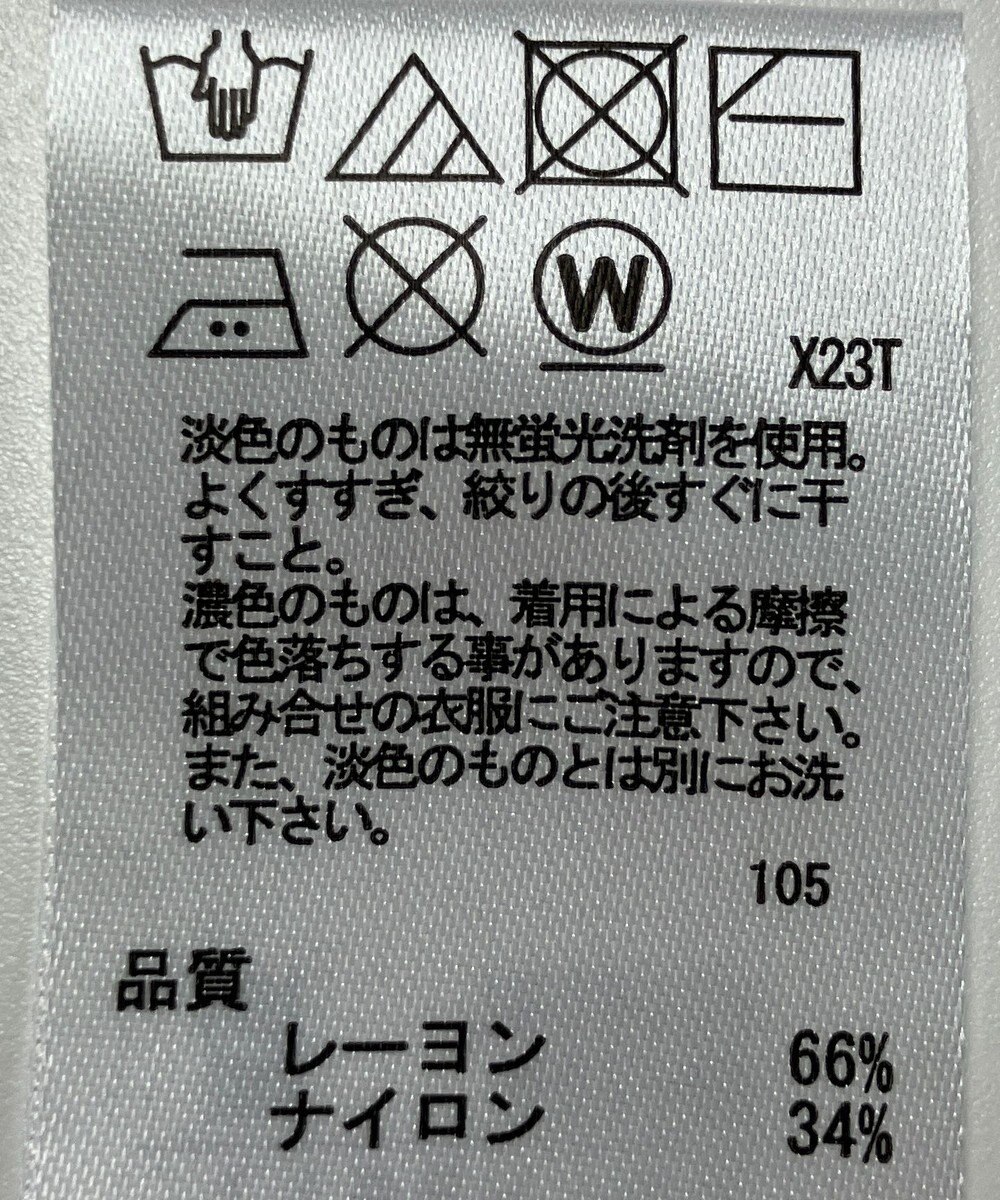 W
X23T
淡色のものは無蛍光洗剤を使用。
よくすすぎ、絞りの後すぐに干
すこと。
濃色のものは、着用による摩擦
で色落ちする事がありますので、
組み合せの衣服にご注意下さい。
また、淡色のものとは別にお洗
い下さい。
105
品質
レーヨン 66%
ナイロン 34%